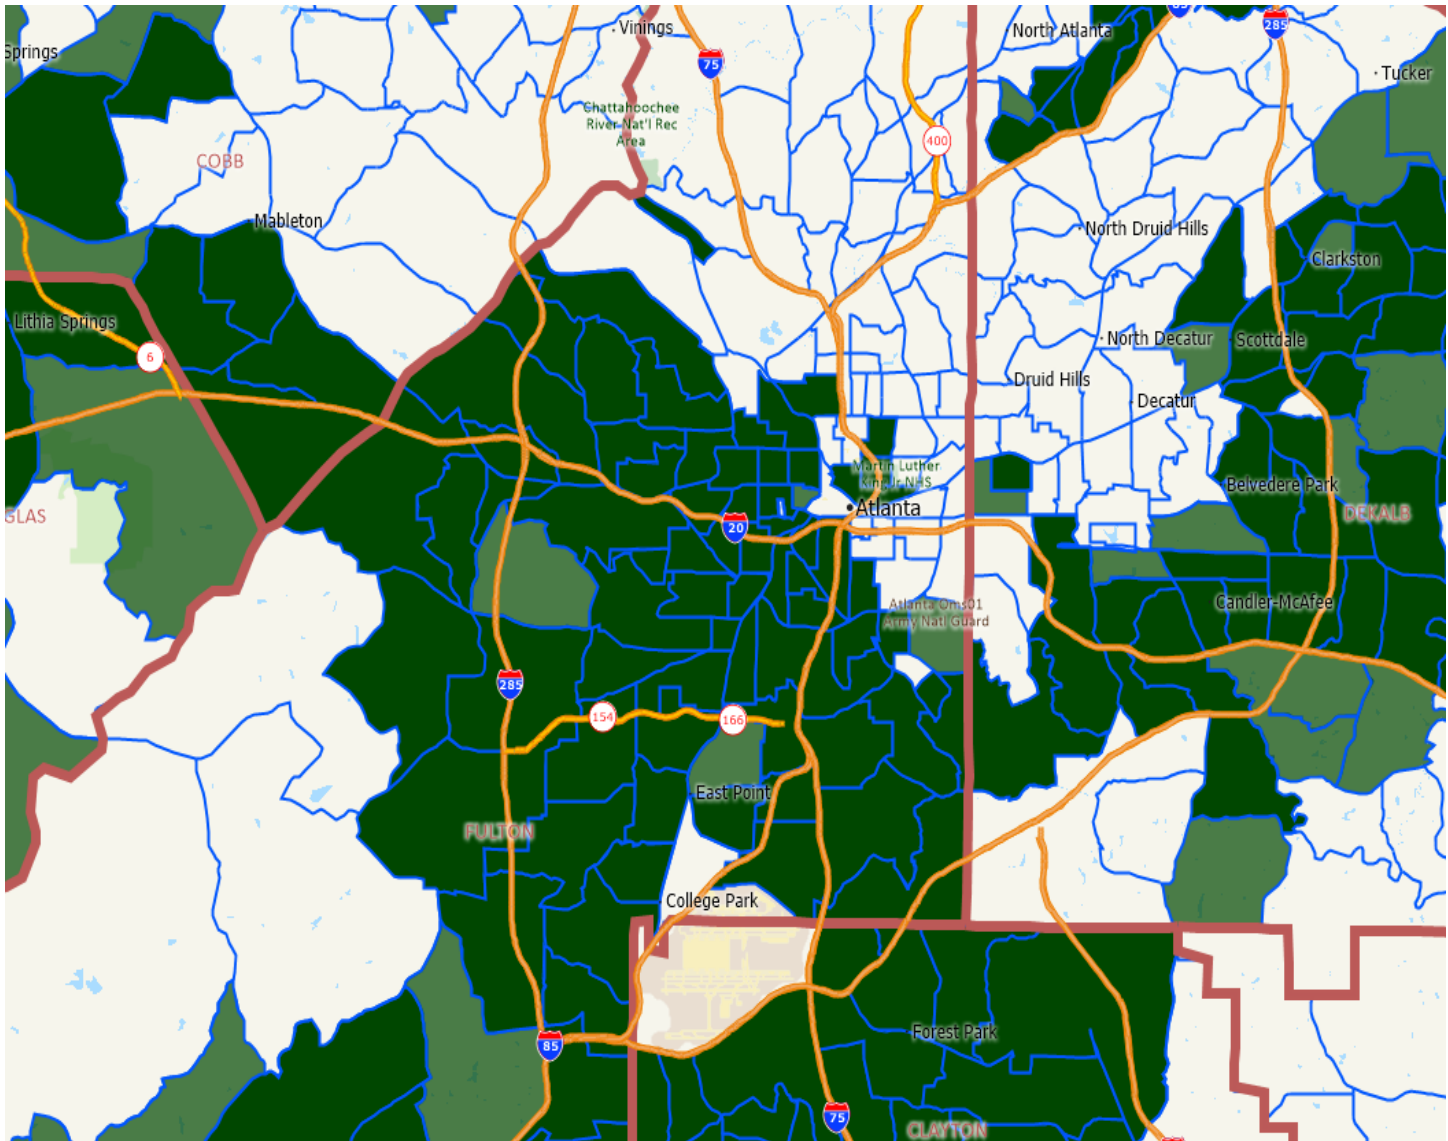 85
285
Vinings
North Atlanta
Springs
75
Tucker
Chattahoochee
River Nat'l Rec
Area
400
COBB
Mableton
North Druid Hills
Clarkston
Lithia Springs
North Decatur
Scottdale
6
Druid Hills
Decatur
Martin Luther
King Jr NHS
Belvedere Park
GLAS
Atlanta
DEKALB
20
Candler-McAfee
Atlanta Oms01
Army Natl Guard
285
154
166
East Point
FULTON
College Park
Forest Park
85
75
CLAYTON